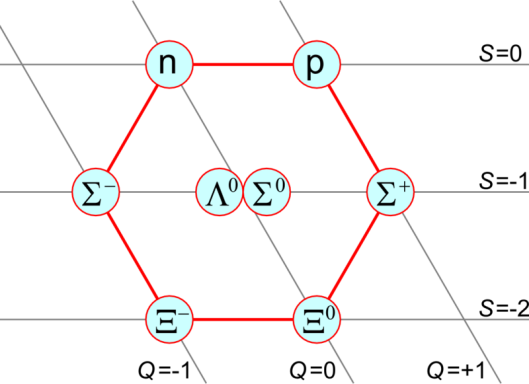 n p S=0
Σ⁻ Λ⁰ Σ⁰ Σ⁺ S=-1
Ξ⁻ Ξ⁰ S=-2
Q=-1 Q=0 Q=+1